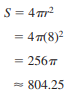 S = 4πr²
= 4π(8)²
= 256π
≈ 804.25